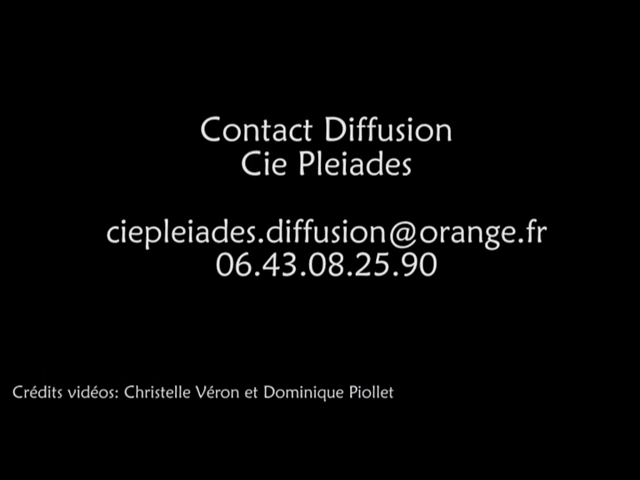 Contact Diffusion
Cie Pleiades
ciepleiades.diffusion@orange.fr
06.43.08.25.90
Crédits vidéos: Christelle Véron et Dominique Piollet